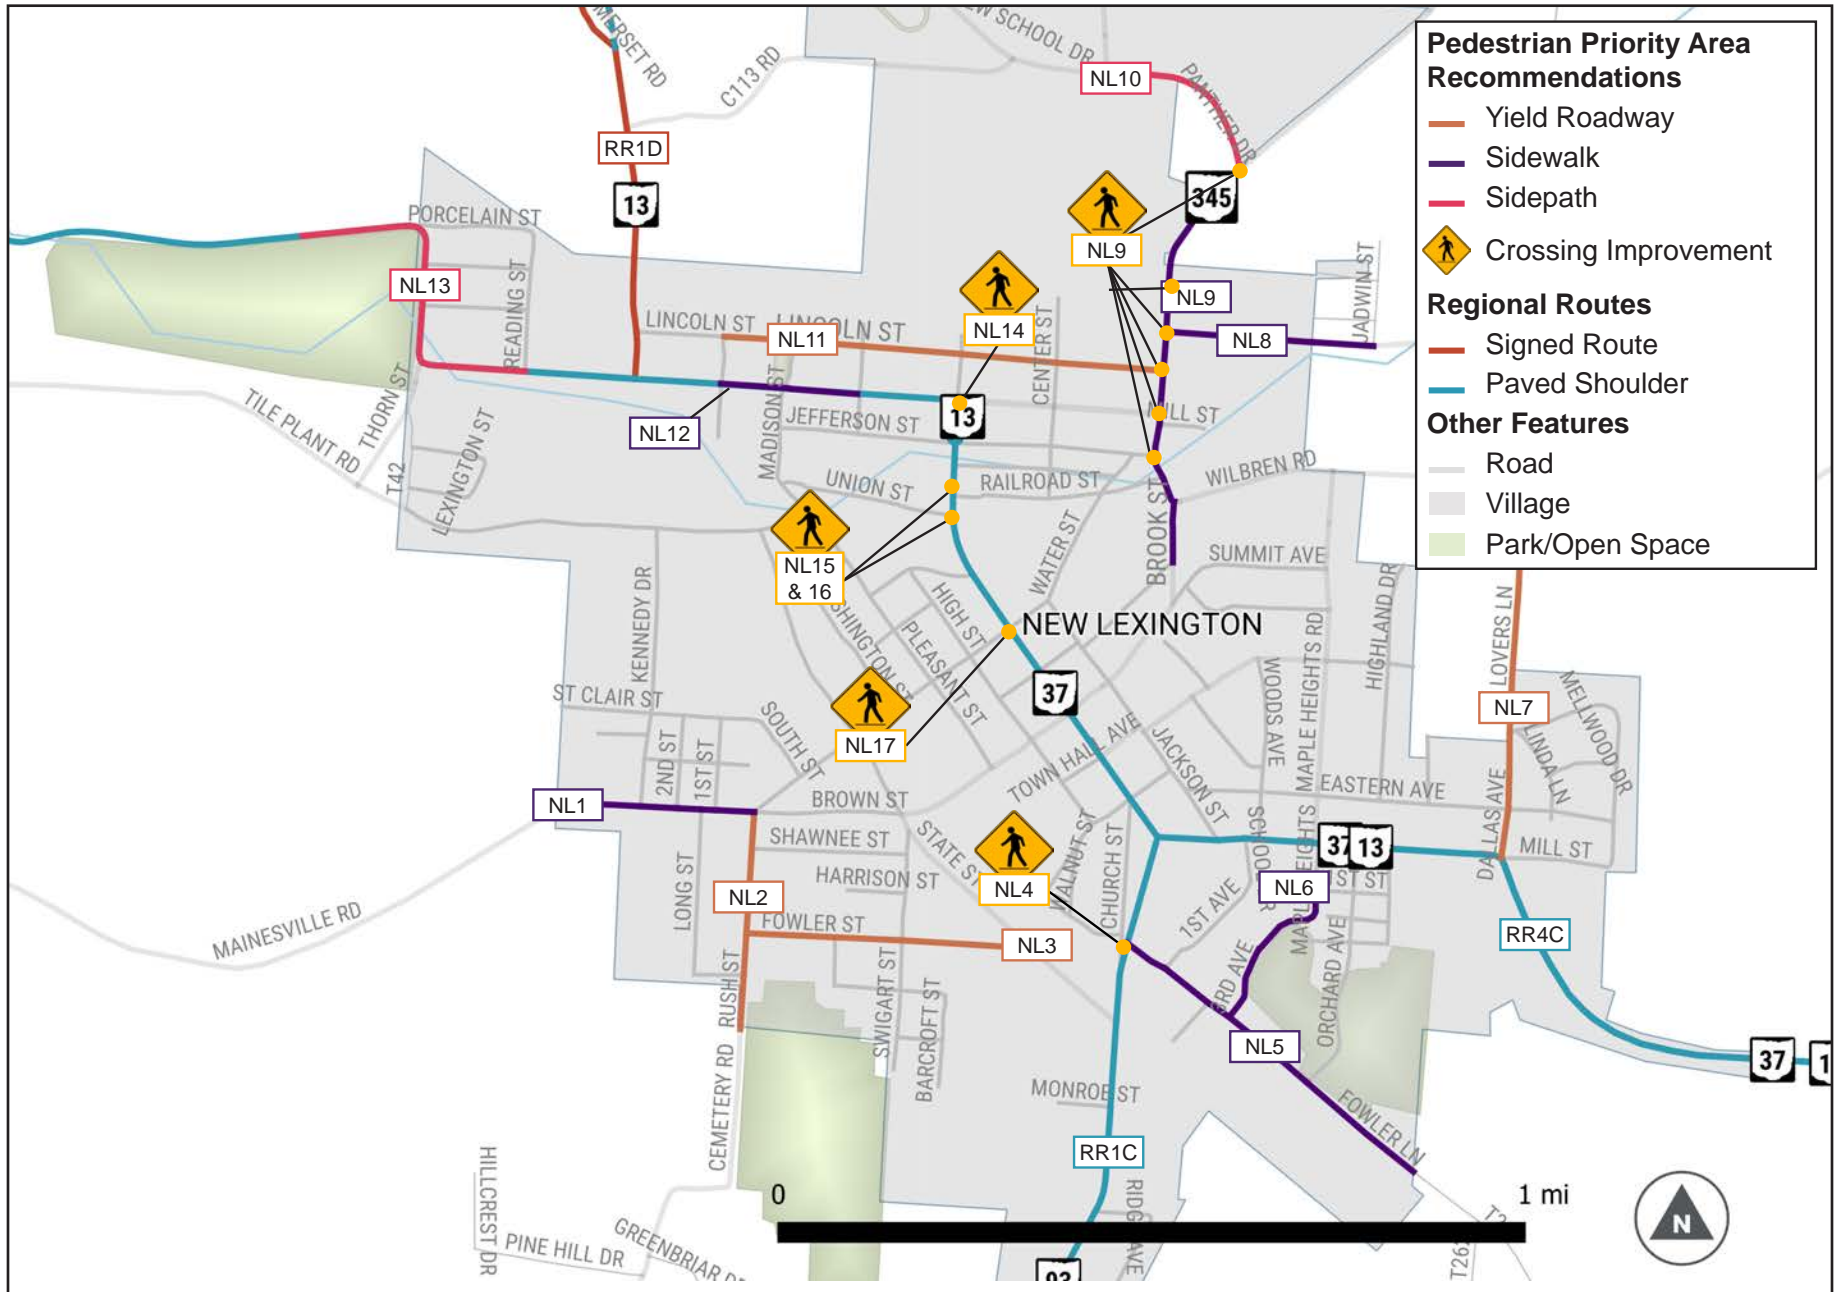 Pedestrian Priority Area
Recommendations
Yield Roadway
Sidewalk
Sidepath
Crossing Improvement
Regional Routes
Signed Route
Paved Shoulder
Other Features
Road
Village
Park/Open Space
NEW SCHOOL DR
C113 RD
NL10
PANTHER DR
RR1D
13
345
NL9
PORCELAIN ST
NL13
READING ST
NL14
NL9
JADWIN ST
LINCOLN ST
LINCOLN ST
NL11
NL8
CENTER ST
THORN ST
TILE PLANT RD
NL12
MADISON ST
JEFFERSON ST
13
MILL ST
T42
LEXINGTON ST
UNION ST
RAILROAD ST
WILBREN RD
BROOK ST
WATER ST
NL15
& 16
SUMMIT AVE
KENNEDY DR
HIGH ST
PLEASANT ST
NEW LEXINGTON
MAPLE HEIGHTS RD
HIGHLAND DR
LOVERS LN
MELLWOOD DR
LINDA LN
NL7
37
ST CLAIR ST
SOUTH ST
NL17
2ND ST
1ST ST
TOWN HALL AVE
JACKSON ST
WOODS AVE
EASTERN AVE
DALLAS AVE
NL1
BROWN ST
SHAWNEE ST
HARRISON ST
STATE ST
NL4
WALNUT ST
CHURCH ST
37
13
MILL ST
LONG ST
NL2
FOWLER ST
NL3
1ST AVE
NL6
3RD AVE
ORCHARD AVE
RR4C
MAINESVILLE RD
RUSH ST
SWIGART ST
BARCROFT ST
NL5
37
CEMETERY RD
MONROE ST
FOWLER LN
RR1C
HILLCREST DR
0
1 mi
N
PINE HILL DR
GREENBRIAR DR
T262